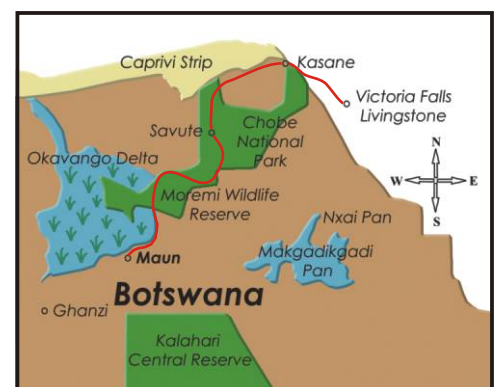 Caprivi Strip
Kasane
Victoria Falls
Livingstone
Savute
Chobe
National
Park
Okavango Delta
N
W
E
S
Moremi Wildlife
Reserve
Nxai Pan
Makgadikgadi
Pan
Maun
Botswana
Ghanzi
Kalahari
Central Reserve